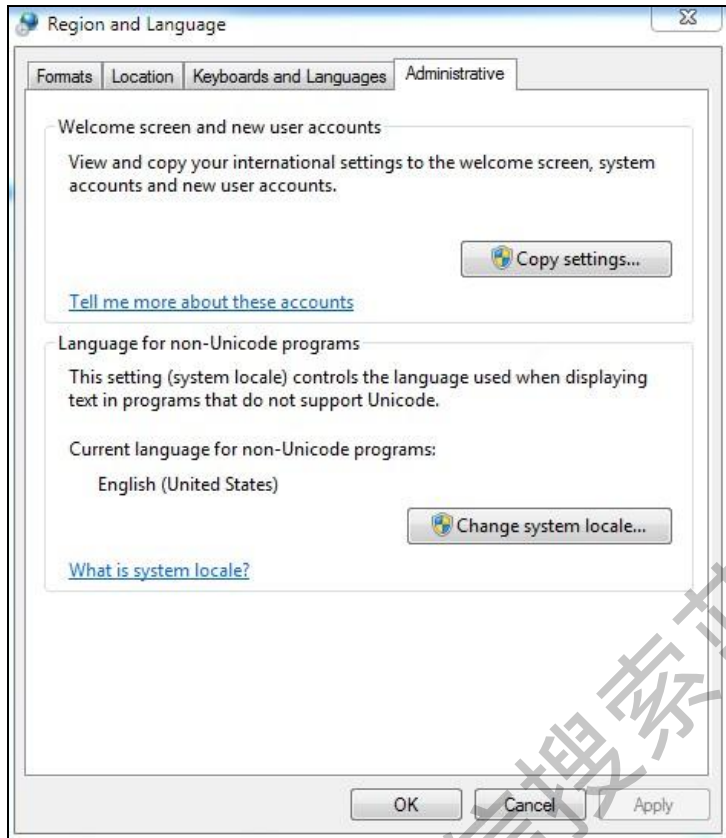 Region and Language
Formats Location Keyboards and Languages Administrative
Welcome screen and new user accounts
View and copy your international settings to the welcome screen, system
accounts and new user accounts.
Copy settings...
Tell me more about these accounts
Language for non-Unicode programs
This setting (system locale) controls the language used when displaying
text in programs that do not support Unicode.
Current language for non-Unicode programs:
English (United States)
Change system locale...
What is system locale?
搜索
OK Cancel Apply